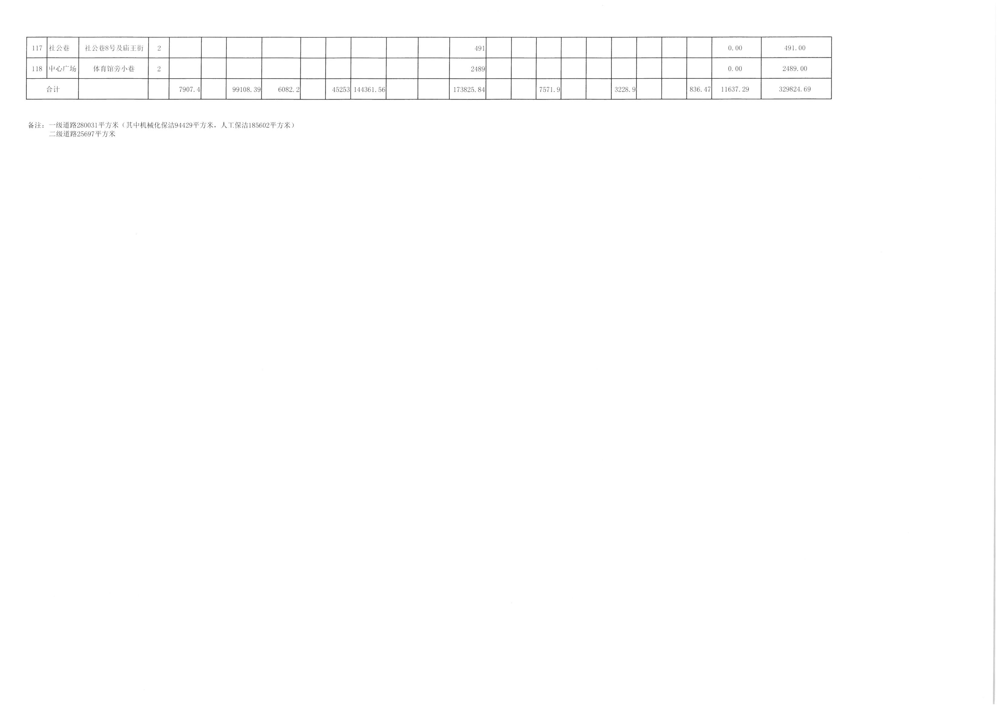 117 社公巷 社公巷8号及庙王街 2 491 0.00 491.00
118 中心广场 体育馆旁小巷 2 2489 0.00 2489.00
合计 7907.4 99108.39 6082.2 45253 144361.56 173825.84 7571.9 3228.9 836.47 11637.29 329824.69
备注：一级道路280031平方米（其中机械化保洁94429平方米，人工保洁185602平方米）
二级道路25697平方米